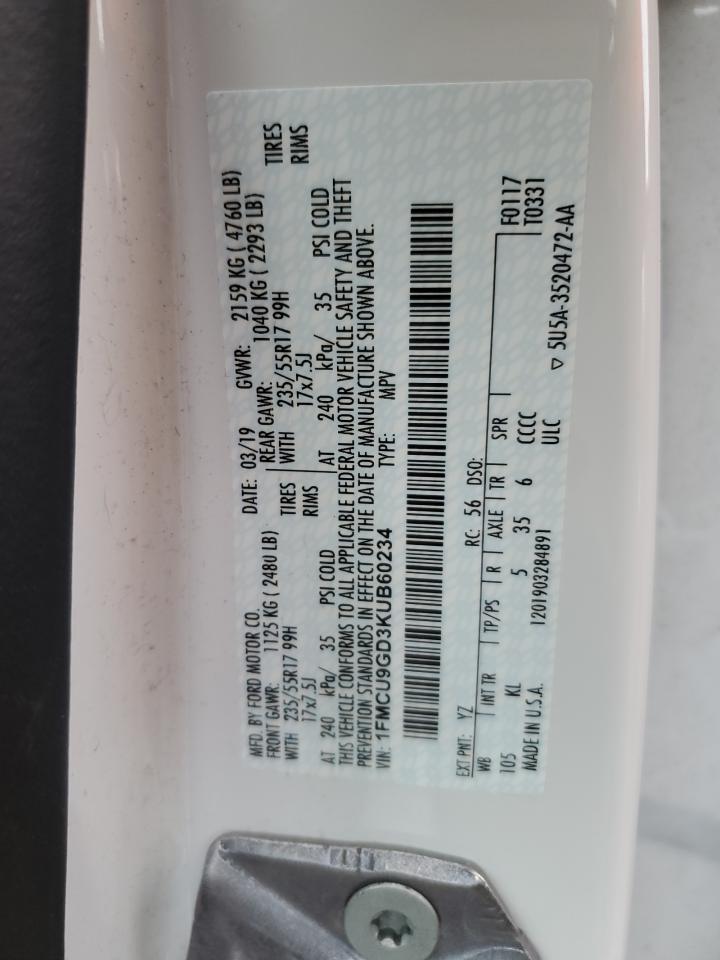 MFD. BY FORD MOTOR CO. DATE: 03/19 GVWR: 2159 KG ( 4760 LB)
FRONT GAWR: 1125 KG ( 2480 LB) REAR GAWR: 1040 KG ( 2293 LB)
WITH 235/55R17 99H TIRES WITH 235/55R17 99H TIRES
17x7.5J RIMS 17x7.5J RIMS
AT 240 kPa/ 35 PSI COLD AT 240 kPa/ 35 PSI COLD
THIS VEHICLE CONFORMS TO ALL APPLICABLE FEDERAL MOTOR VEHICLE SAFETY AND THEFT
PREVENTION STANDARDS IN EFFECT ON THE DATE OF MANUFACTURE SHOWN ABOVE.
VIN: 1FMCU9GD3KUB60234 TYPE: MPV
EXT PNT: YZ RC: 56 DSO:
WB INT TR TP/PS R AXLE TR SPR F0117
105 KL 5 35 6 CCCC T0331
MADE IN U.S.A. 1201903284891 ULC ▽ 5U5A-3520472-AA